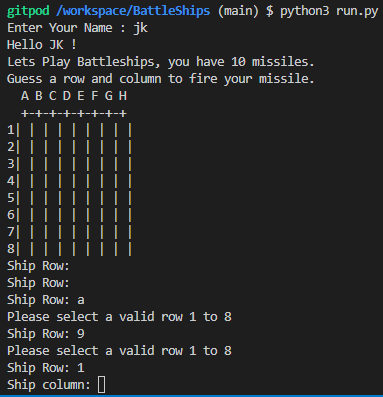 gitpod /workspace/BattleShips (main) $ python3 run.py
Enter Your Name : jk
Hello JK !
Lets Play Battleships, you have 10 missiles.
Guess a row and column to fire your missile.
  A B C D E F G H
  +-+-+-+-+-+-+-+
1| | | | | | | | |
2| | | | | | | | |
3| | | | | | | | |
4| | | | | | | | |
5| | | | | | | | |
6| | | | | | | | |
7| | | | | | | | |
8| | | | | | | | |
Ship Row:
Ship Row:
Ship Row: a
Please select a valid row 1 to 8
Ship Row: 9
Please select a valid row 1 to 8
Ship Row: 1
Ship column: